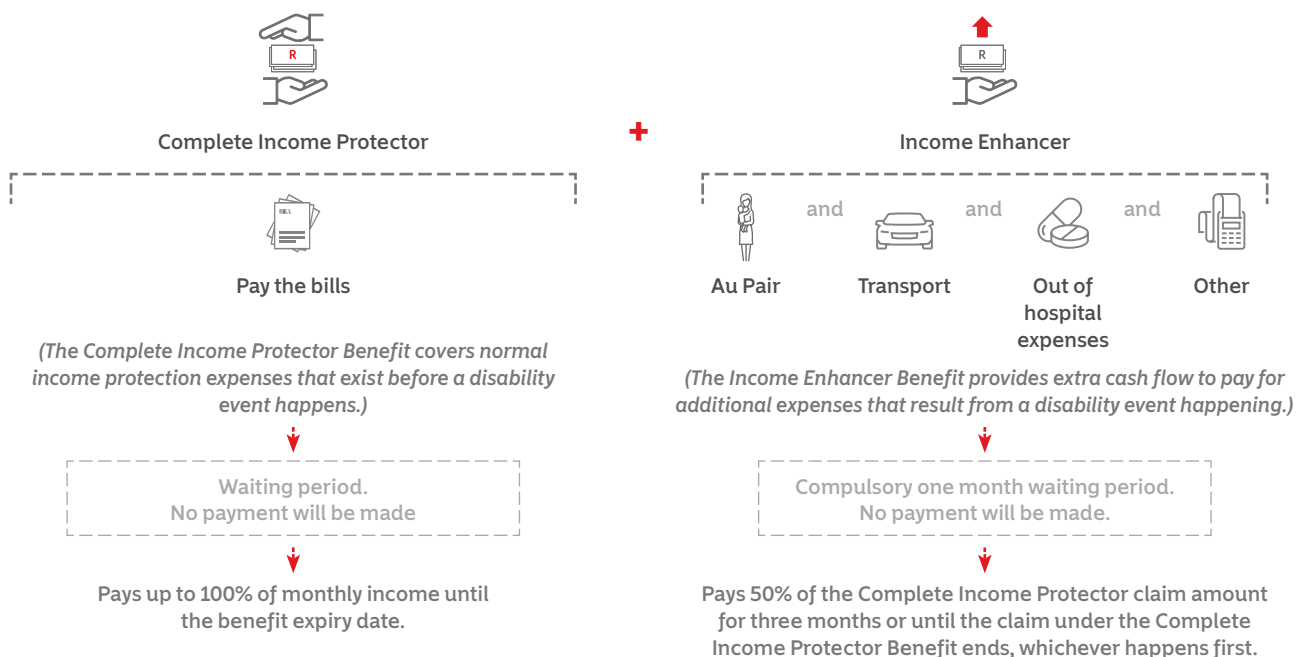 R
Complete Income Protector
BILL
Pay the bills
(The Complete Income Protector Benefit covers normal
income protection expenses that exist before a disability
event happens.)
Waiting period.
No payment will be made
Pays up to 100% of monthly income until
the benefit expiry date.
+
R
Income Enhancer
and and and
Au Pair
Transport
Out of
hospital
expenses
Other
(The Income Enhancer Benefit provides extra cash flow to pay for
additional expenses that result from a disability event happening.)
Compulsory one month waiting period.
No payment will be made.
Pays 50% of the Complete Income Protector claim amount
for three months or until the claim under the Complete
Income Protector Benefit ends, whichever happens first.